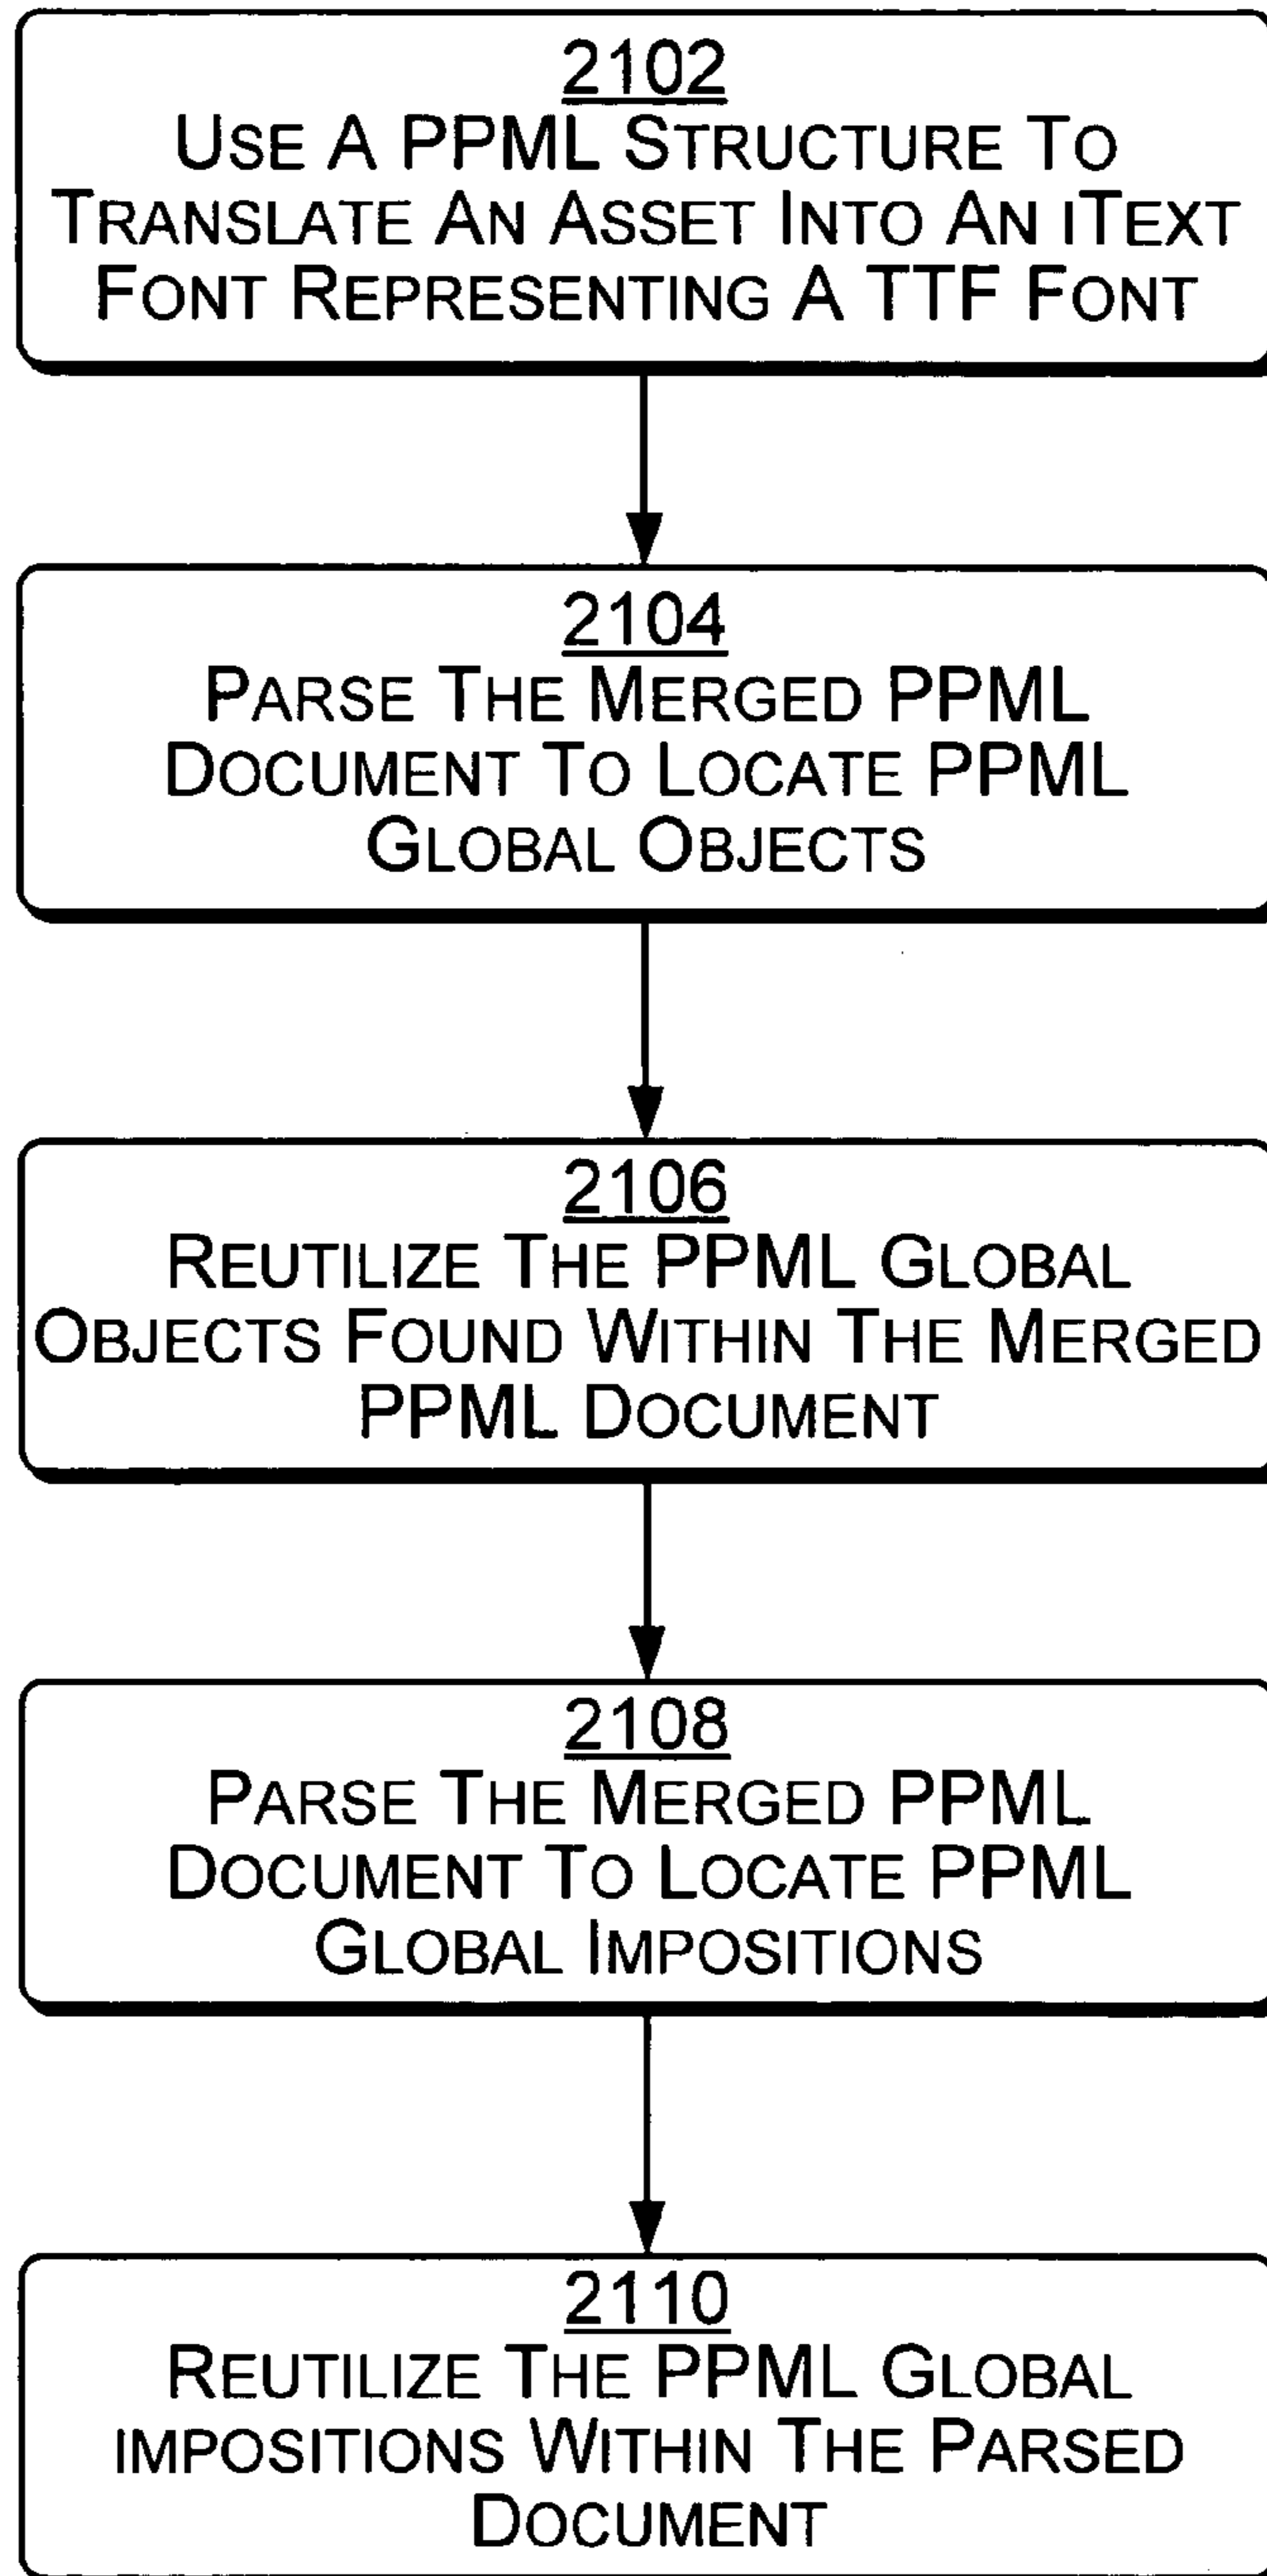 2102
USE A PPML STRUCTURE TO
TRANSLATE AN ASSET INTO AN iTEXT
FONT REPRESENTING A TTF FONT
2104
PARSE THE MERGED PPML
DOCUMENT TO LOCATE PPML
GLOBAL OBJECTS
2106
REUTILIZE THE PPML GLOBAL
OBJECTS FOUND WITHIN THE MERGED
PPML DOCUMENT
2108
PARSE THE MERGED PPML
DOCUMENT TO LOCATE PPML
GLOBAL IMPOSITIONS
2110
REUTILIZE THE PPML GLOBAL
IMPOSITIONS WITHIN THE PARSED
DOCUMENT